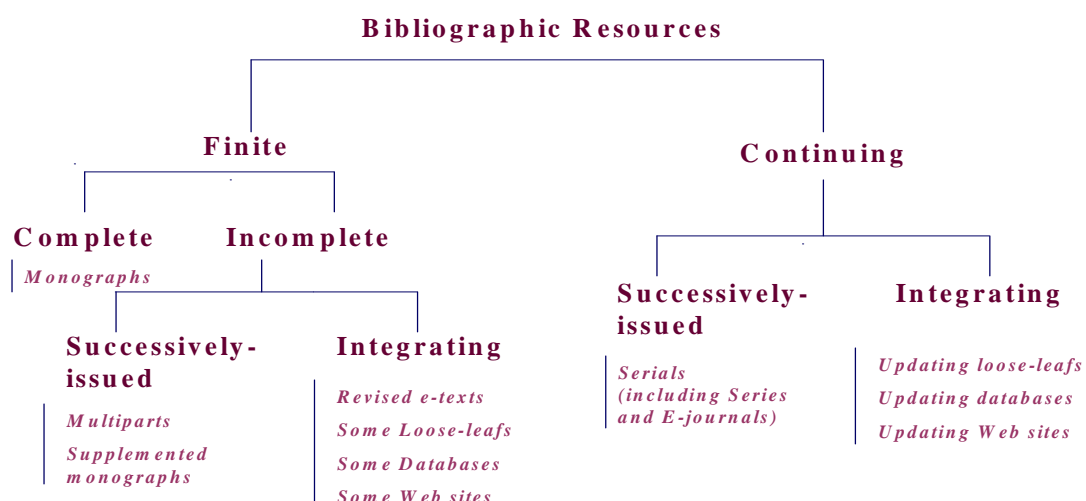 Bibliographic Resources
Finite
Continuing
Complete
Incomplete
Monographs
Successively-
issued
Integrating
Successively-
issued
Integrating
Multiparts
Supplemented
monographs
Revised e-texts
Some Loose-leafs
Some Databases
Some Web sites
Serials
(including Series
and E-journals)
Updating loose-leafs
Updating databases
Updating Web sites